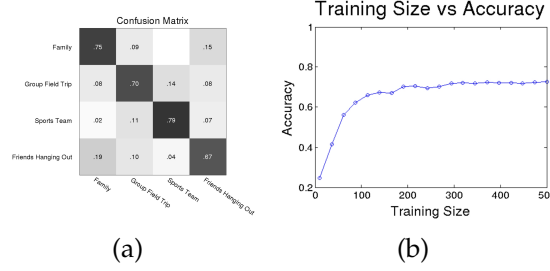 Confusion Matrix
Family .75 .09 .15
Group Field Trip .08 .70 .14 .08
Sports Team .02 .11 .79 .07
Friends Hanging Out .19 .10 .04 .67
Family Group Field Trip Sports Team Friends Hanging Out
(a)
Training Size vs Accuracy
1
0.8
0.6
0.4
0.2
Accuracy
0 100 200 300 400 50
Training Size
(b)